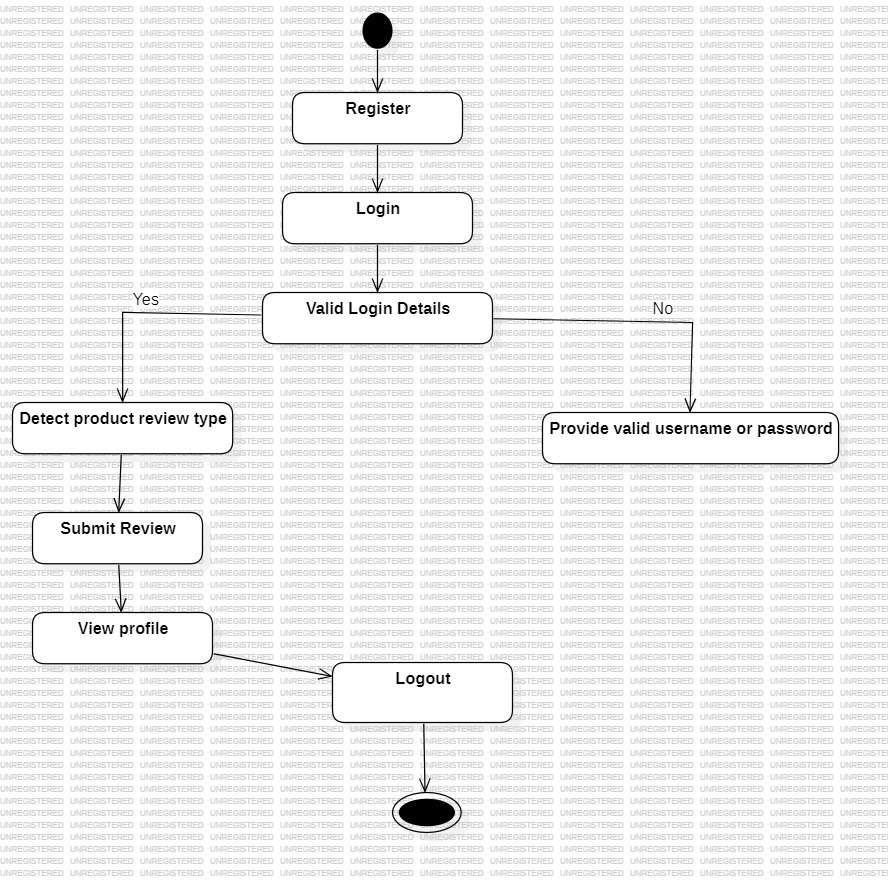 Register
Login
Valid Login Details
Yes
No
Detect product review type
Provide valid username or password
Submit Review
View profile
Logout
UNREGISTERED